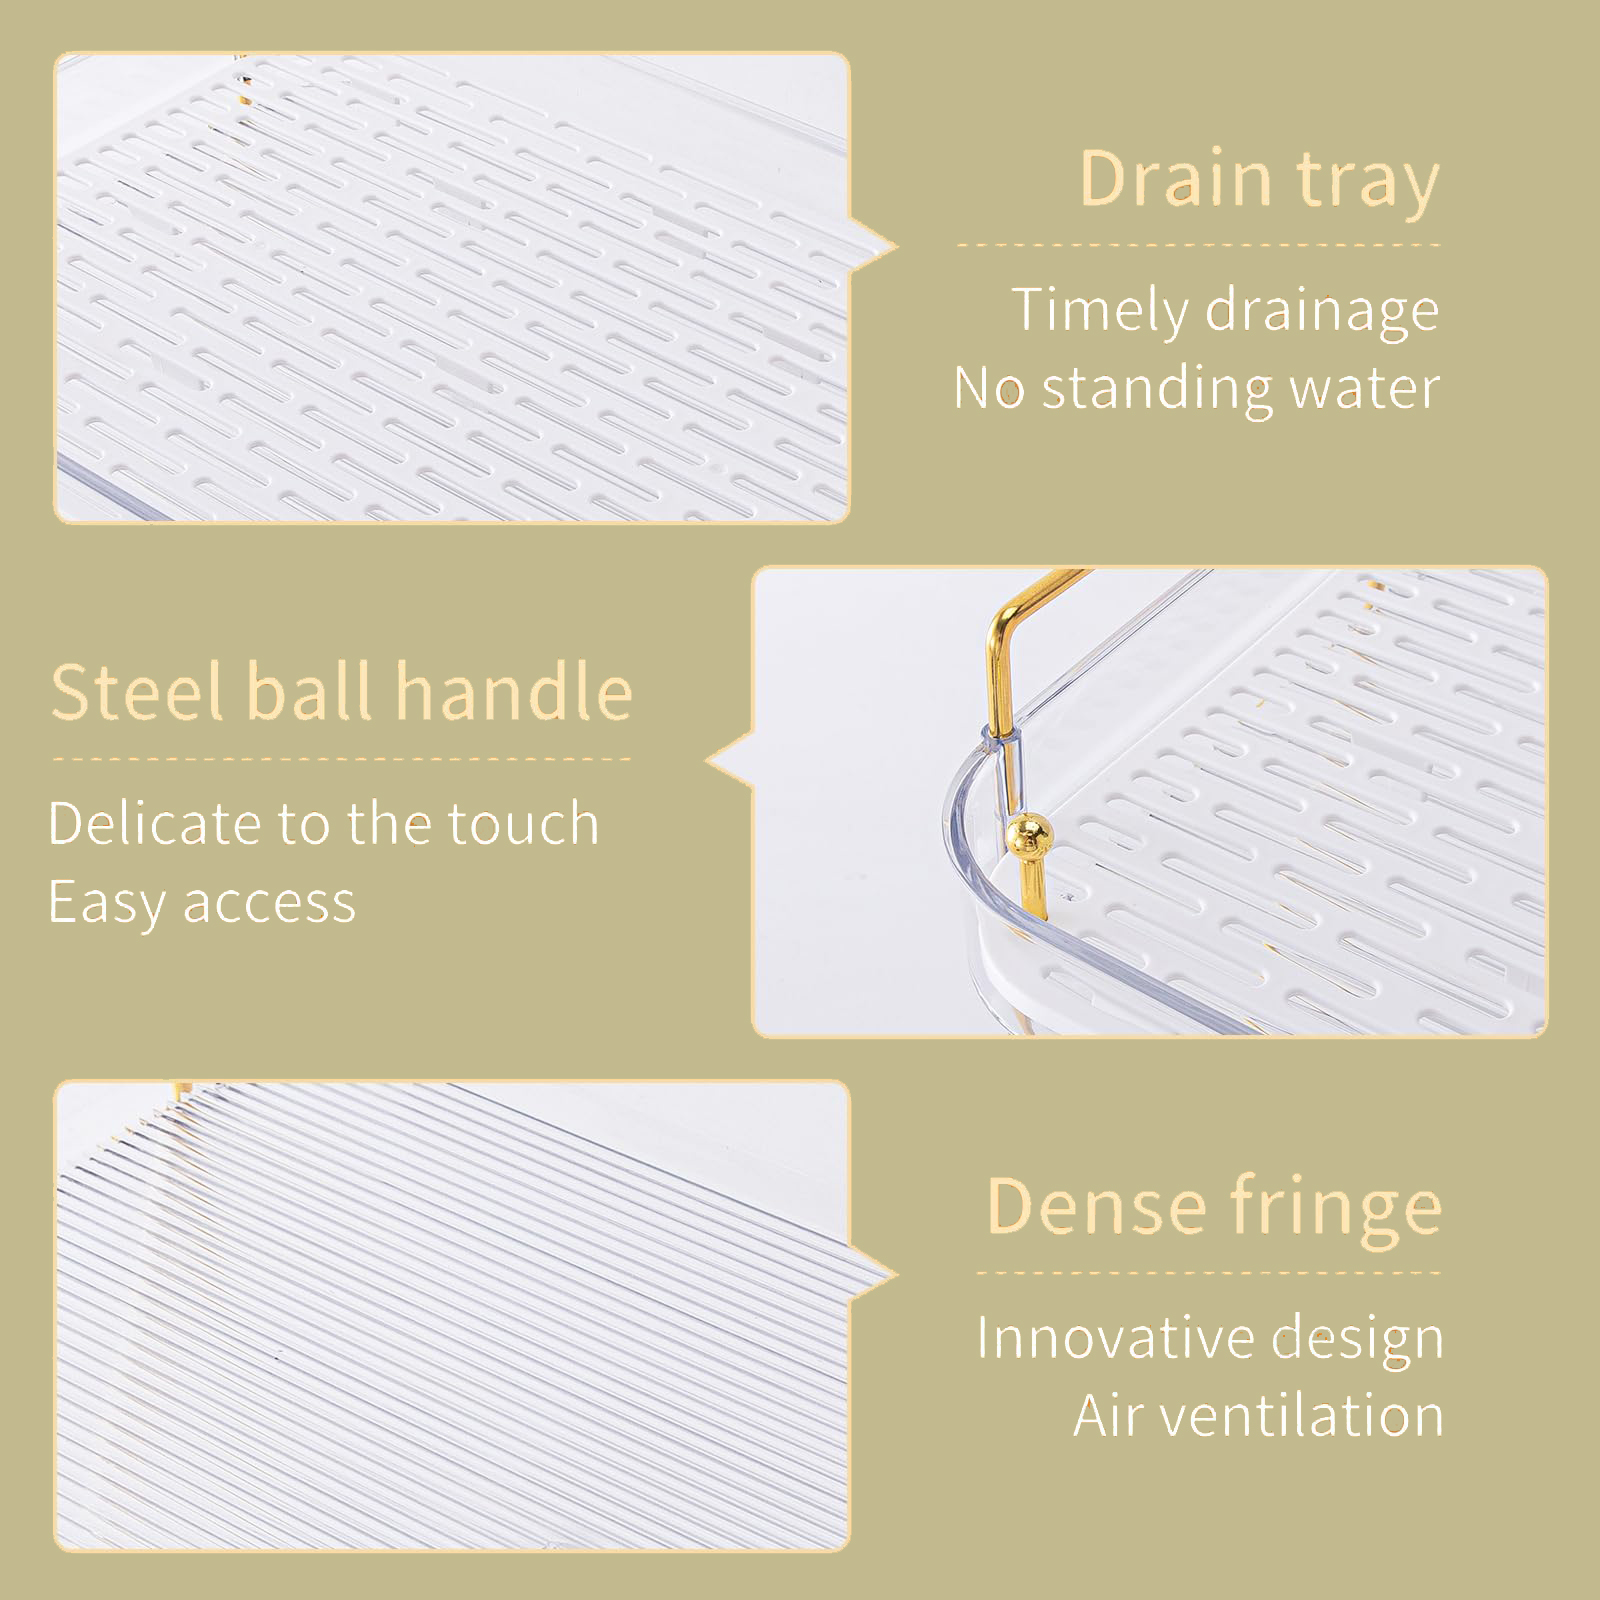 Drain tray
Timely drainage
No standing water
Steel ball handle
Delicate to the touch
Easy access
Dense fringe
Innovative design
Air ventilation